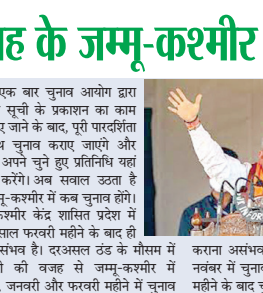 ह के जम्मू-कश्मीर
एक बार चुनाव आयोग द्वारा
सूची के प्रकाशन का काम
ए जाने के बाद, पूरी पारदर्शिता
चुनाव कराए जाएंगे और
अपने चुने हुए प्रतिनिधि यहां
करेंगे। अब सवाल उठता है
मू-कश्मीर में कब चुनाव होंगे।
कश्मीर केंद्र शासित प्रदेश में
साल फरवरी महीने के बाद ही
संभव है। दरअसल ठंड के मौसम में
की वजह से जम्मू-कश्मीर में
, जनवरी और फरवरी महीने में चुनाव
कराना असंभव
नवंबर में चुनाव
महीने के बाद चु